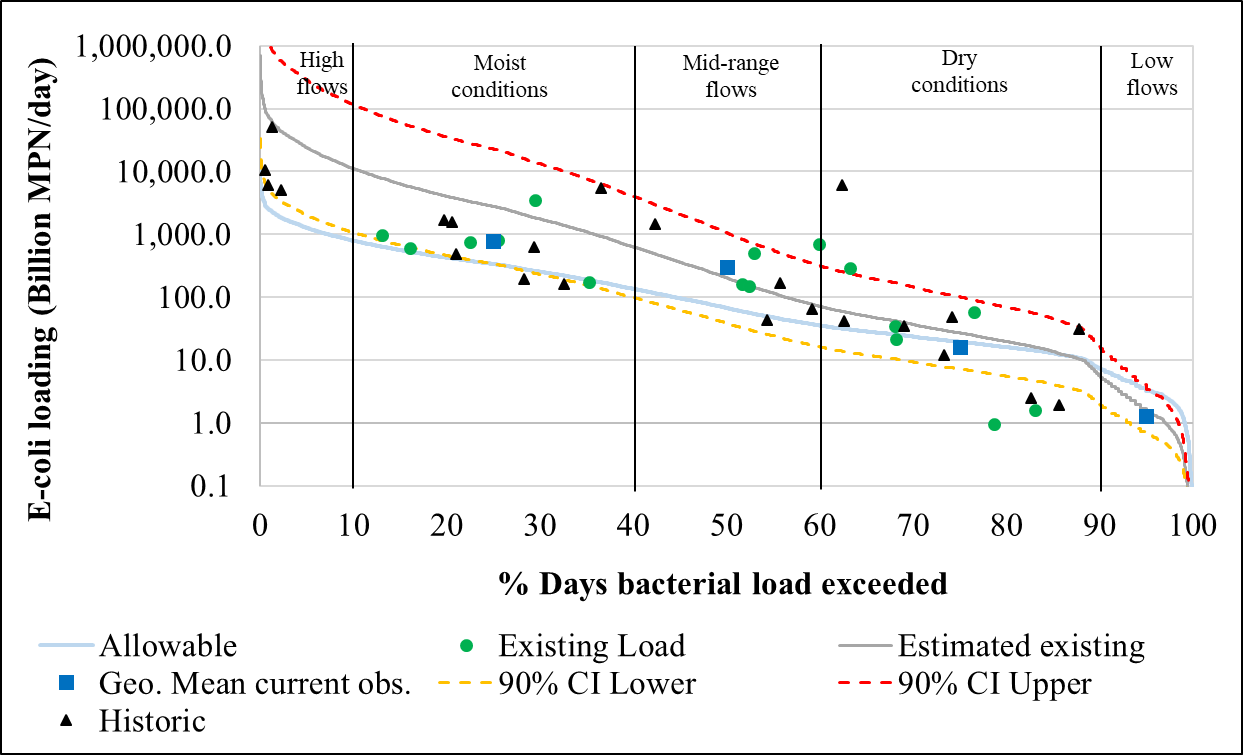 E-coli loading (Billion MPN/day)
1,000,000.0
100,000.0
10,000.0
1,000.0
100.0
10.0
1.0
0.1
High
flows
Moist
conditions
Mid-range
flows
Dry
conditions
Low
flows
0 10 20 30 40 50 60 70 80 90 100
% Days bacterial load exceeded
Allowable Existing Load Estimated existing
Geo. Mean current obs. 90% CI Lower 90% CI Upper
Historic